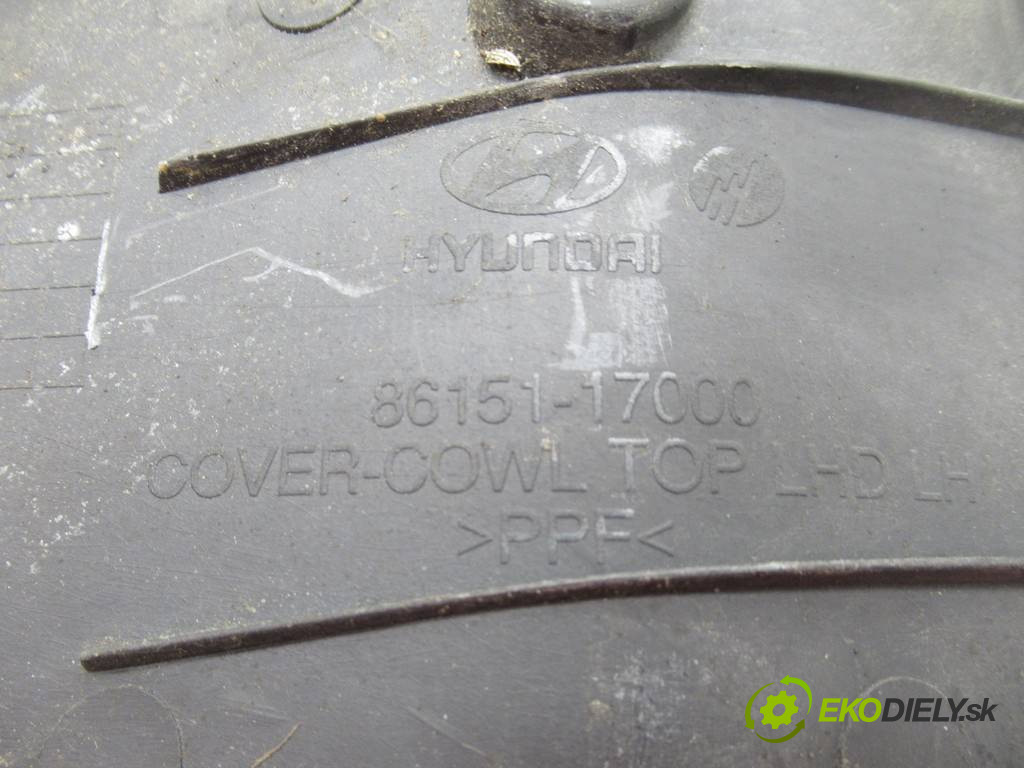 HYUNDAI
86151-17000
COVER-COWL TOP LHD LH
>PPF<
EKODIELY.sk